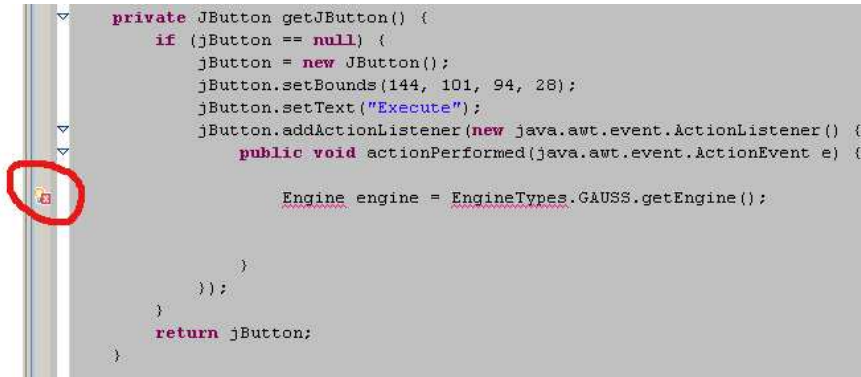 private JButton getJButton() {
if (jButton == null) {
jButton = new JButton();
jButton.setBounds(144, 101, 94, 28);
jButton.setText("Execute");
jButton.addActionListener(new java.awt.event.ActionListener() {
public void actionPerformed(java.awt.event.ActionEvent e) {
Engine engine = EngineTypes.GAUSS.getEngine();
}
});
}
return jButton;
}